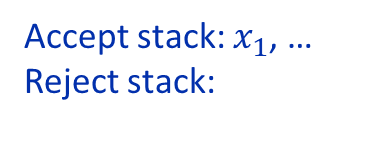 Accept stack: x₁, ...
Reject stack: